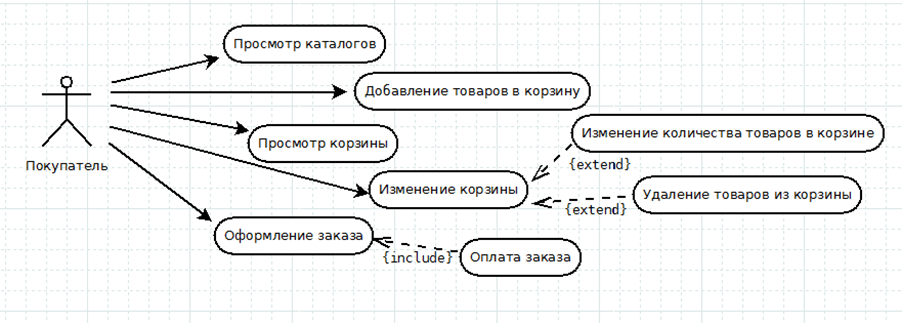 Просмотр каталогов
Добавление товаров в корзину
Просмотр корзины
Изменение количества товаров в корзине
{extend}
Покупатель
Изменение корзины
Удаление товаров из корзины
{extend}
Оформление заказа
{include}
Оплата заказа